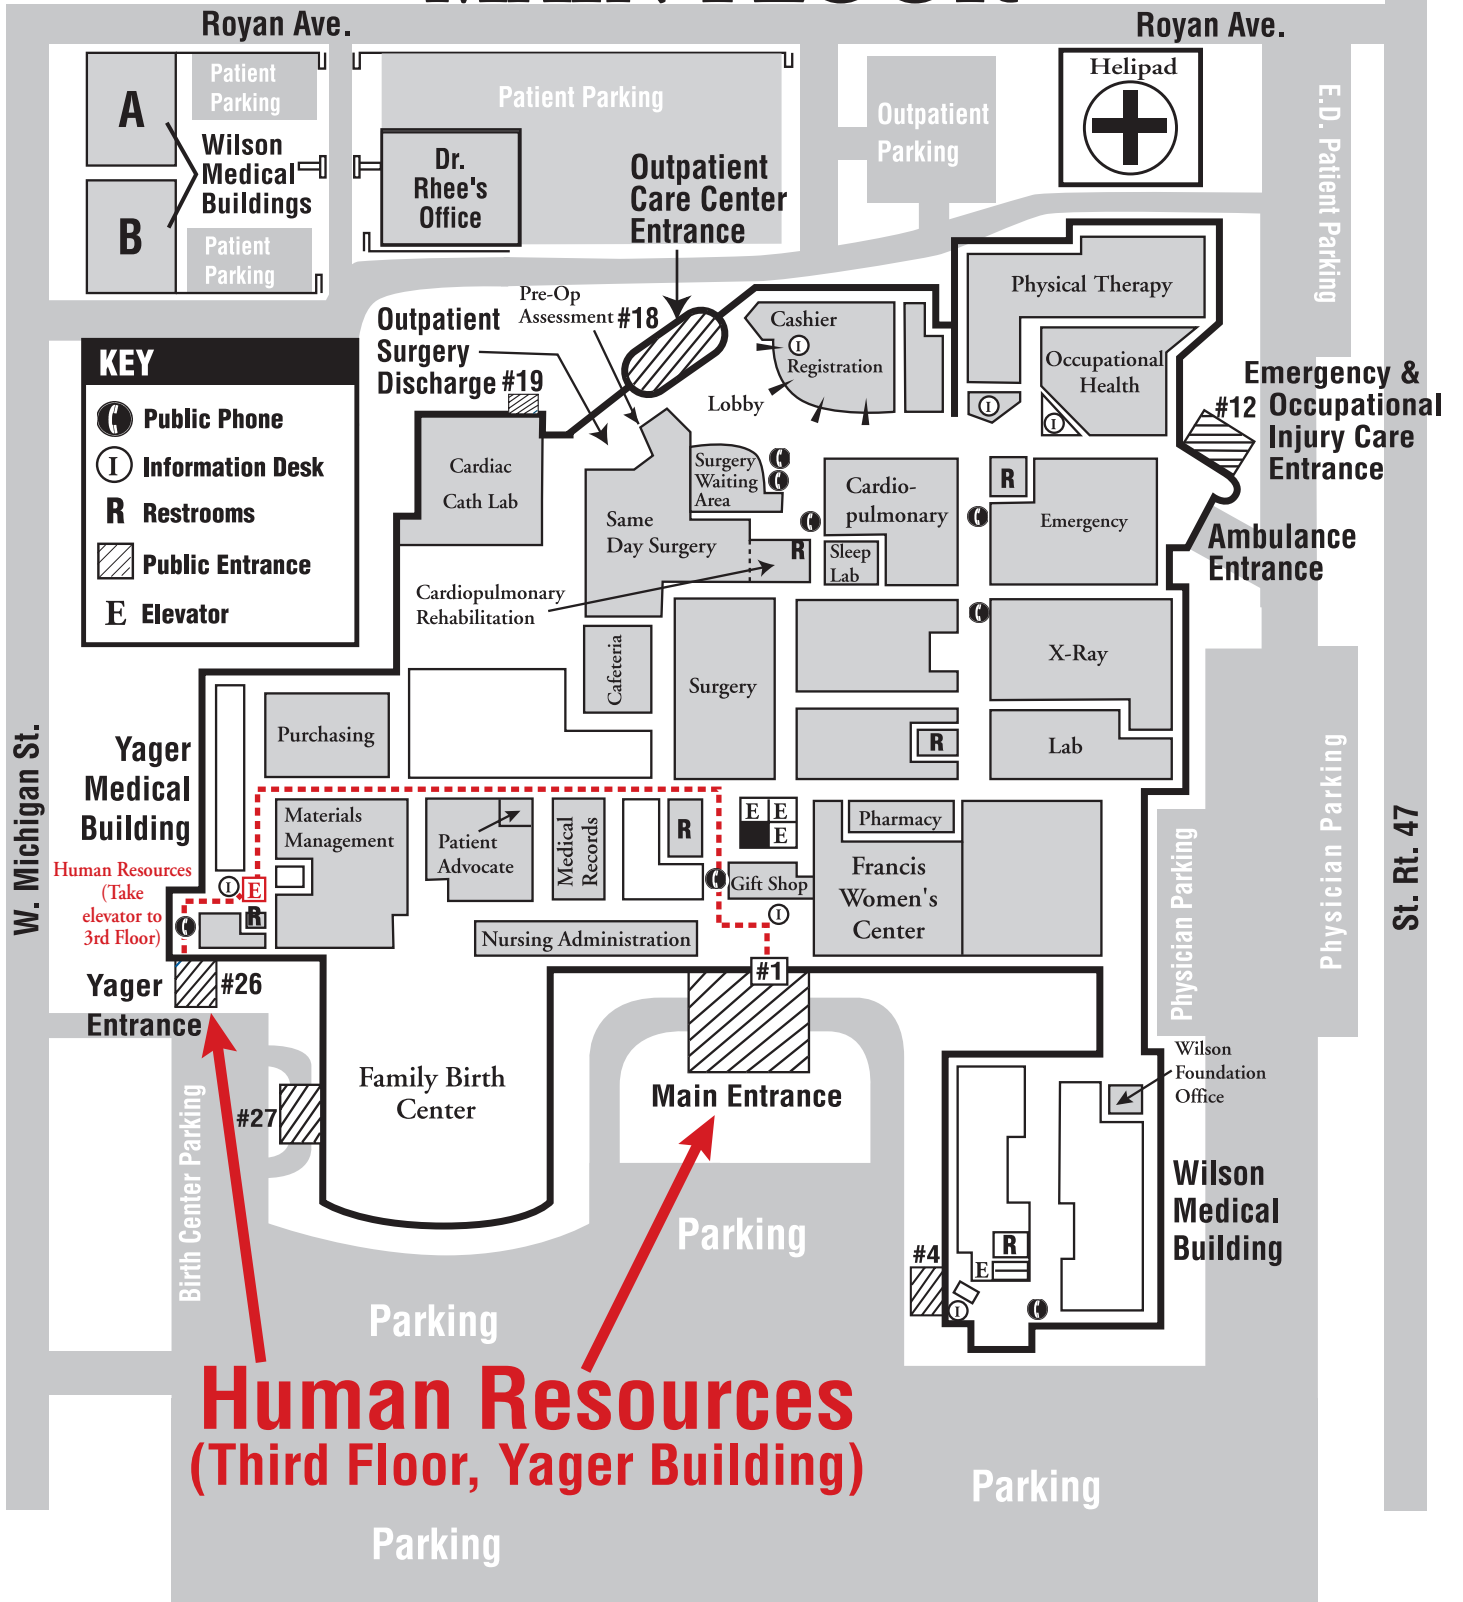 MAIN FLOOR
Royan Ave.
Royan Ave.
A
B
Patient
Parking
Wilson
Medical
Buildings
Patient
Parking
Patient Parking
Dr.
Rhee's
Office
Outpatient
Care Center
Entrance
Outpatient
Parking
Helipad
E.D. Patient Parking
Pre-Op
Assessment #18
Outpatient
Surgery
Discharge #19
Cashier
I
Registration
Lobby
Physical Therapy
Occupational
Health
I
I
Emergency &
#12 Occupational
Injury Care
Entrance
Ambulance
Entrance
KEY
Public Phone
I Information Desk
R Restrooms
Public Entrance
E Elevator
Cardiac
Cath Lab
Surgery
Waiting
Area
Same
Day Surgery
R
Cardio-
pulmonary
Sleep
Lab
R
Emergency
Cardiopulmonary
Rehabilitation
Cafeteria
Surgery
X-Ray
R
Lab
Purchasing
W. Michigan St.
Yager
Medical
Building
Human Resources
(Take
elevator to
3rd Floor)
I
E
R
Materials
Management
Patient
Advocate
Medical
Records
R
E E
E
Gift Shop
I
Pharmacy
Francis
Women's
Center
Nursing Administration
Physician Parking
Physician Parking
St. Rt. 47
#1
Yager
Entrance
#26
#27
Birth Center Parking
Family Birth
Center
Main Entrance
Wilson
Foundation
Office
Wilson
Medical
Building
#4
R
E
I
Parking
Parking
Human Resources
(Third Floor, Yager Building)
Parking
Parking